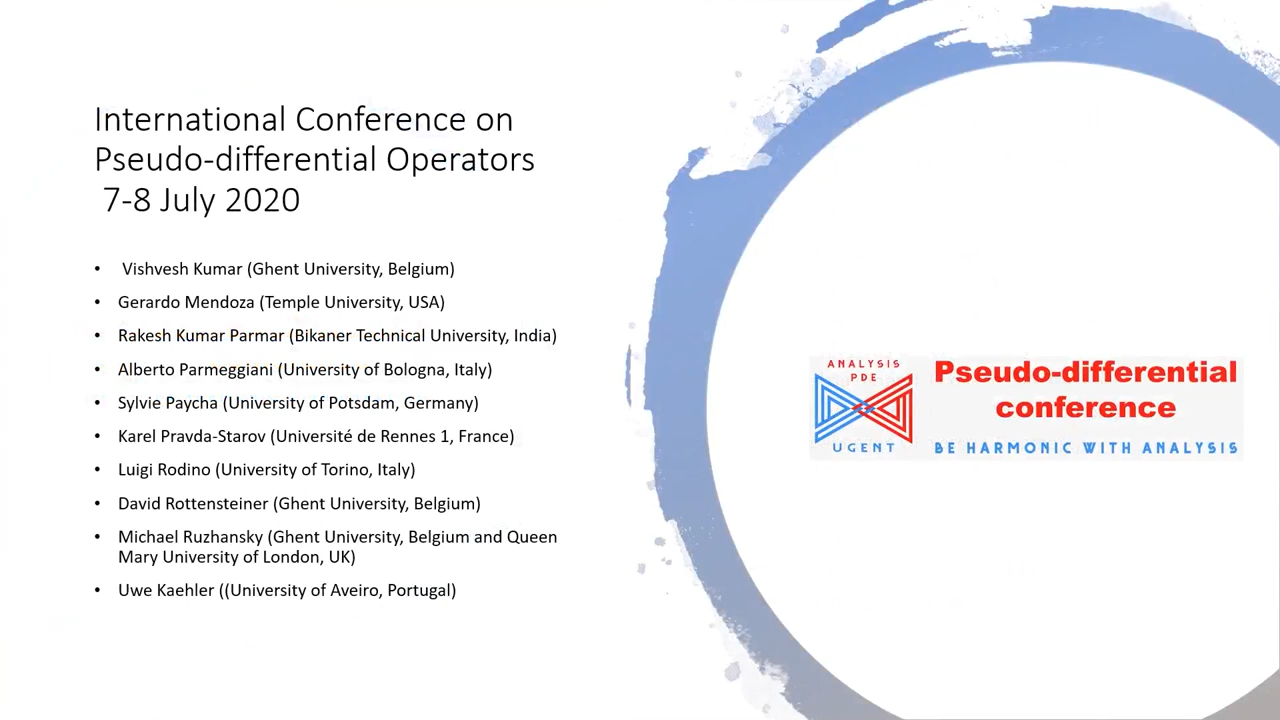 International Conference on
Pseudo-differential Operators
7-8 July 2020
• Vishvesh Kumar (Ghent University, Belgium)
• Gerardo Mendoza (Temple University, USA)
• Rakesh Kumar Parmar (Bikaner Technical University, India)
• Alberto Parmeggiani (University of Bologna, Italy)
• Sylvie Paycha (University of Potsdam, Germany)
• Karel Pravda-Starov (Université de Rennes 1, France)
• Luigi Rodino (University of Torino, Italy)
• David Rottensteiner (Ghent University, Belgium)
• Michael Ruzhansky (Ghent University, Belgium and Queen
Mary University of London, UK)
• Uwe Kaehler ((University of Aveiro, Portugal)
ANALYSIS
PDE
UGENT
Pseudo-differential
conference
BE HARMONIC WITH ANALYSIS